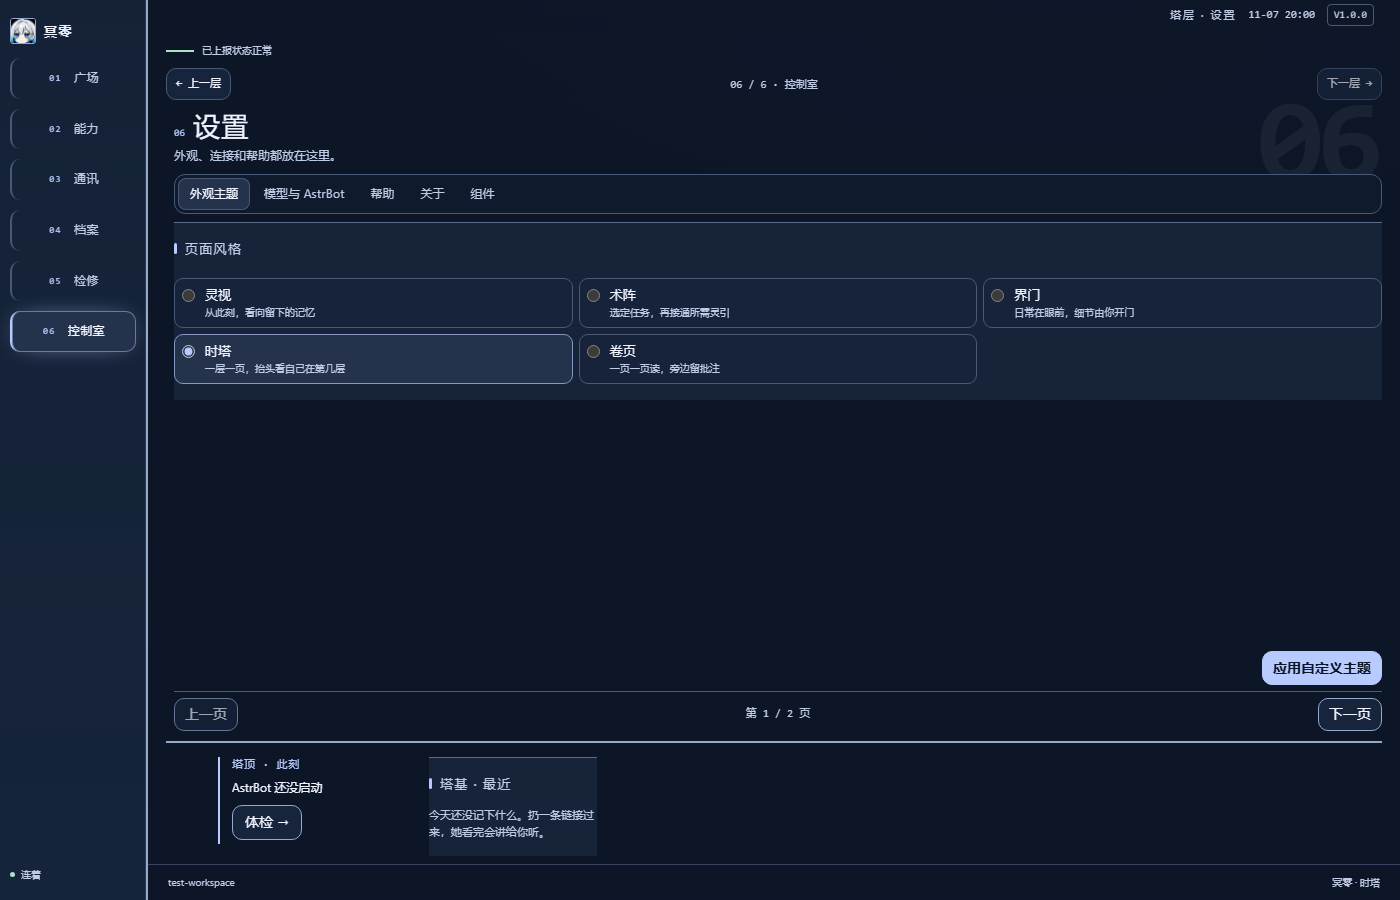 冥零
01 广场
02 能力
03 通讯
04 档案
05 检修
06 控制室
连着
塔层 · 设置 11-07 20:00 V1.0.0
已上报状态正常
← 上一层
06 / 6 · 控制室
下一层 →
06
06 设置
外观、连接和帮助都放在这里。
外观主题 模型与 AstrBot 帮助 关于 组件
页面风格
灵视
从此刻，看向留下的记忆
术阵
选定任务，再接通所需灵引
界门
日常在眼前，细节由你开门
时塔
一层一页，抬头看自己在第几层
卷页
一页一页读，旁边留批注
应用自定义主题
上一页
第 1 / 2 页
下一页
塔顶 · 此刻
AstrBot 还没启动
体检 →
塔基 · 最近
今天还没记下什么。扔一条链接过
来，她看完会讲给你听。
test-workspace
冥零 · 时塔